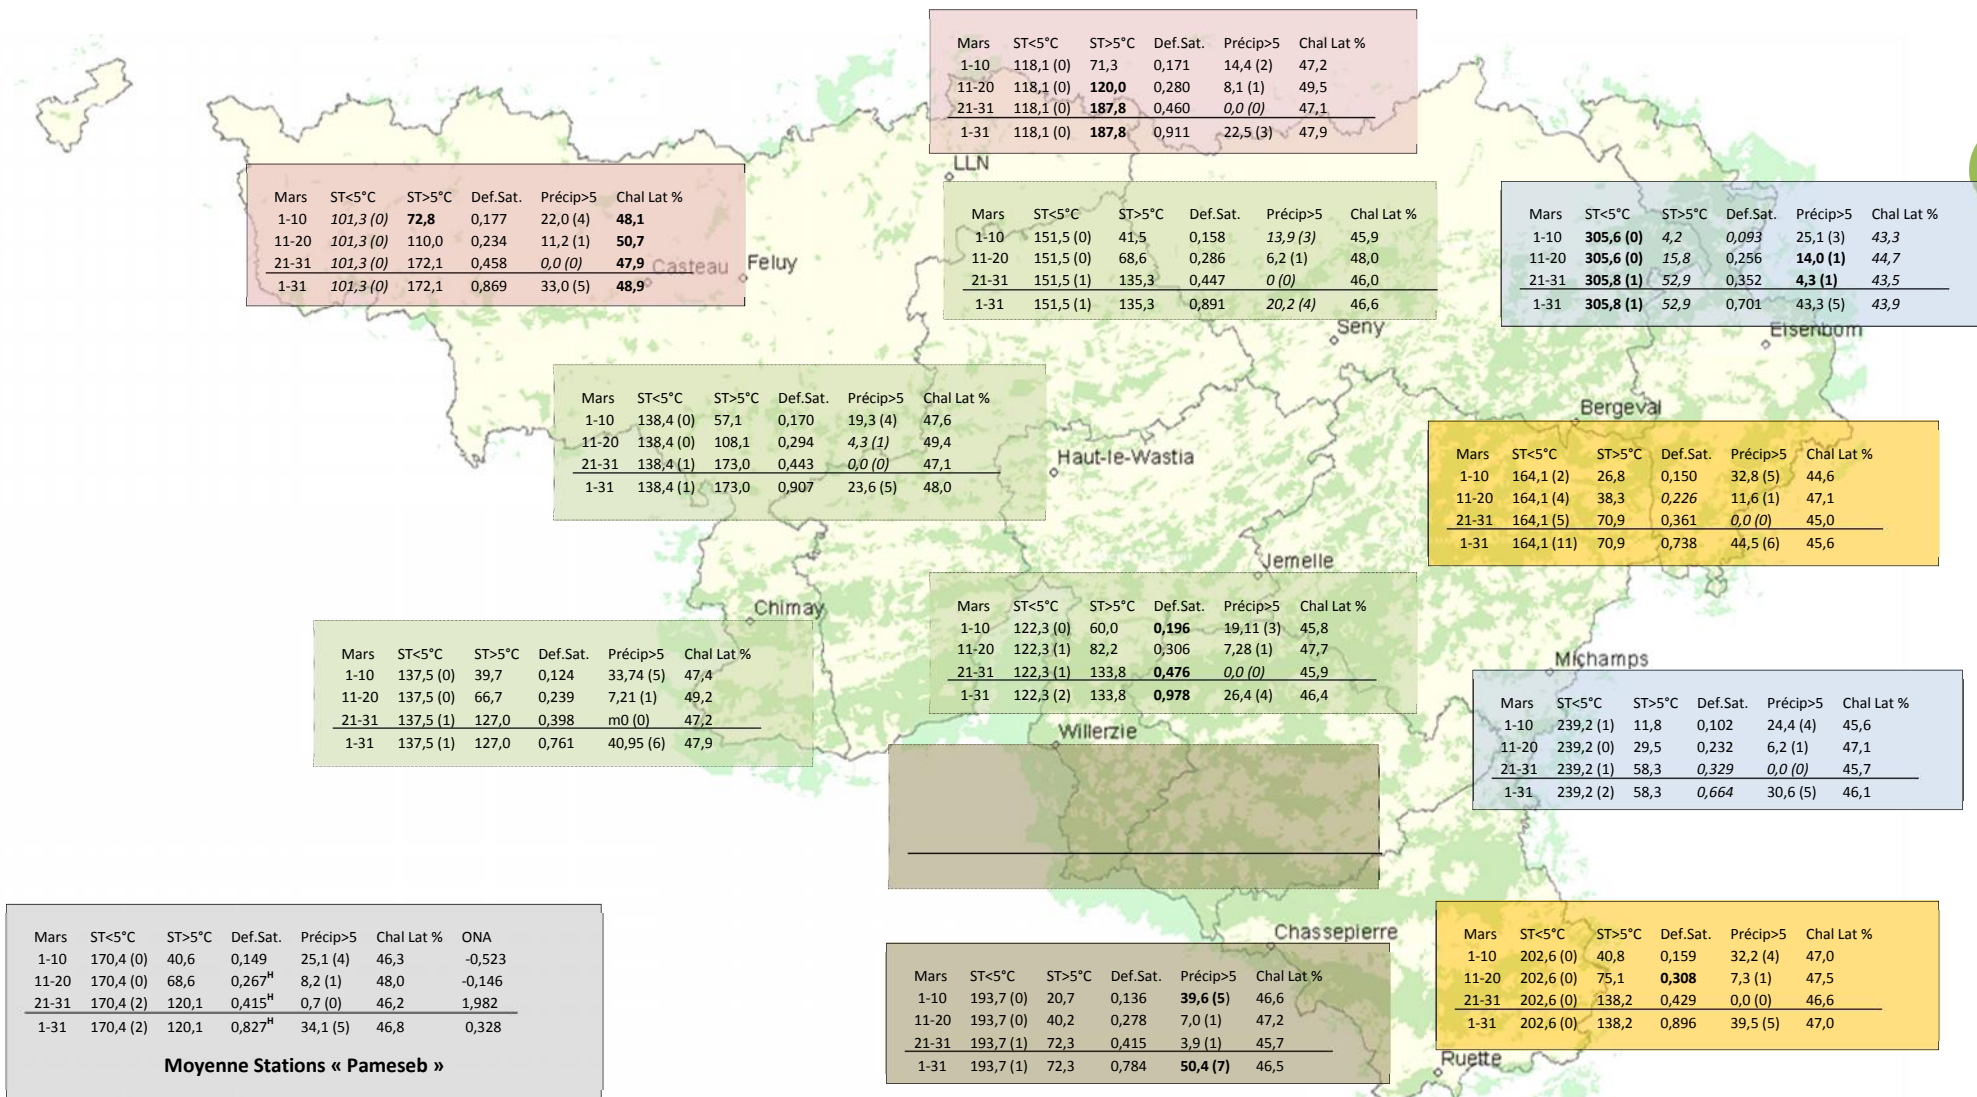 Mars ST<5°C ST>5°C Def.Sat. Précip>5 Chal Lat %
1-10 118,1 (0) 71,3 0,171 14,4 (2) 47,2
11-20 118,1 (0) 120,0 0,280 8,1 (1) 49,5
21-31 118,1 (0) 187,8 0,460 0,0 (0) 47,1
1-31 118,1 (0) 187,8 0,911 22,5 (3) 47,9
LLN
Mars ST<5°C ST>5°C Def.Sat. Précip>5 Chal Lat %
1-10 101,3 (0) 72,8 0,177 22,0 (4) 48,1
11-20 101,3 (0) 110,0 0,234 11,2 (1) 50,7
21-31 101,3 (0) 172,1 0,458 0,0 (0) 47,9
1-31 101,3 (0) 172,1 0,869 33,0 (5) 48,9
Casteau Feluy
Mars ST<5°C ST>5°C Def.Sat. Précip>5 Chal Lat %
1-10 151,5 (0) 41,5 0,158 13,9 (3) 45,9
11-20 151,5 (0) 68,6 0,286 6,2 (1) 48,0
21-31 151,5 (1) 135,3 0,447 0 (0) 46,0
1-31 151,5 (1) 135,3 0,891 20,2 (4) 46,6
Seny
Mars ST<5°C ST>5°C Def.Sat. Précip>5 Chal Lat %
1-10 305,6 (0) 4,2 0,093 25,1 (3) 43,3
11-20 305,6 (0) 15,8 0,256 14,0 (1) 44,7
21-31 305,8 (1) 52,9 0,352 4,3 (1) 43,5
1-31 305,8 (1) 52,9 0,701 43,3 (5) 43,9
Elsenborn
Mars ST<5°C ST>5°C Def.Sat. Précip>5 Chal Lat %
1-10 138,4 (0) 57,1 0,170 19,3 (4) 47,6
11-20 138,4 (0) 108,1 0,294 4,3 (1) 49,4
21-31 138,4 (1) 173,0 0,443 0,0 (0) 47,1
1-31 138,4 (1) 173,0 0,907 23,6 (5) 48,0
Haut-le-Wastia
Bergeval
Mars ST<5°C ST>5°C Def.Sat. Précip>5 Chal Lat %
1-10 164,1 (2) 26,8 0,150 32,8 (5) 44,6
11-20 164,1 (4) 38,3 0,226 11,6 (1) 47,1
21-31 164,1 (5) 70,9 0,361 0,0 (0) 45,0
1-31 164,1 (11) 70,9 0,738 44,5 (6) 45,6
Jemelle
Mars ST<5°C ST>5°C Def.Sat. Précip>5 Chal Lat %
1-10 122,3 (0) 60,0 0,196 19,11 (3) 45,8
11-20 122,3 (1) 82,2 0,306 7,28 (1) 47,7
21-31 122,3 (1) 133,8 0,476 0,0 (0) 45,9
1-31 122,3 (2) 133,8 0,978 26,4 (4) 46,4
Chimay
Mars ST<5°C ST>5°C Def.Sat. Précip>5 Chal Lat %
1-10 137,5 (0) 39,7 0,124 33,74 (5) 47,4
11-20 137,5 (0) 66,7 0,239 7,21 (1) 49,2
21-31 137,5 (1) 127,0 0,398 m0 (0) 47,2
1-31 137,5 (1) 127,0 0,761 40,95 (6) 47,9
Michamps
Mars ST<5°C ST>5°C Def.Sat. Précip>5 Chal Lat %
1-10 239,2 (1) 11,8 0,102 24,4 (4) 45,6
11-20 239,2 (0) 29,5 0,232 6,2 (1) 47,1
21-31 239,2 (1) 58,3 0,329 0,0 (0) 45,7
1-31 239,2 (2) 58,3 0,664 30,6 (5) 46,1
Willerzie
Mars ST<5°C ST>5°C Def.Sat. Précip>5 Chal Lat % ONA
1-10 170,4 (0) 40,6 0,149 25,1 (4) 46,3 -0,523
11-20 170,4 (0) 68,6 0,267ᴴ 8,2 (1) 48,0 -0,146
21-31 170,4 (2) 120,1 0,415ᴴ 0,7 (0) 46,2 1,982
1-31 170,4 (2) 120,1 0,827ᴴ 34,1 (5) 46,8 0,328
Moyenne Stations « Pameseb »
Chassepierre
Mars ST<5°C ST>5°C Def.Sat. Précip>5 Chal Lat %
1-10 193,7 (0) 20,7 0,136 39,6 (5) 46,6
11-20 193,7 (0) 40,2 0,278 7,0 (1) 47,2
21-31 193,7 (1) 72,3 0,415 3,9 (1) 45,7
1-31 193,7 (1) 72,3 0,784 50,4 (7) 46,5
Mars ST<5°C ST>5°C Def.Sat. Précip>5 Chal Lat %
1-10 202,6 (0) 40,8 0,159 32,2 (4) 47,0
11-20 202,6 (0) 75,1 0,308 7,3 (1) 47,5
21-31 202,6 (0) 138,2 0,429 0,0 (0) 46,6
1-31 202,6 (0) 138,2 0,896 39,5 (5) 47,0
Ruette